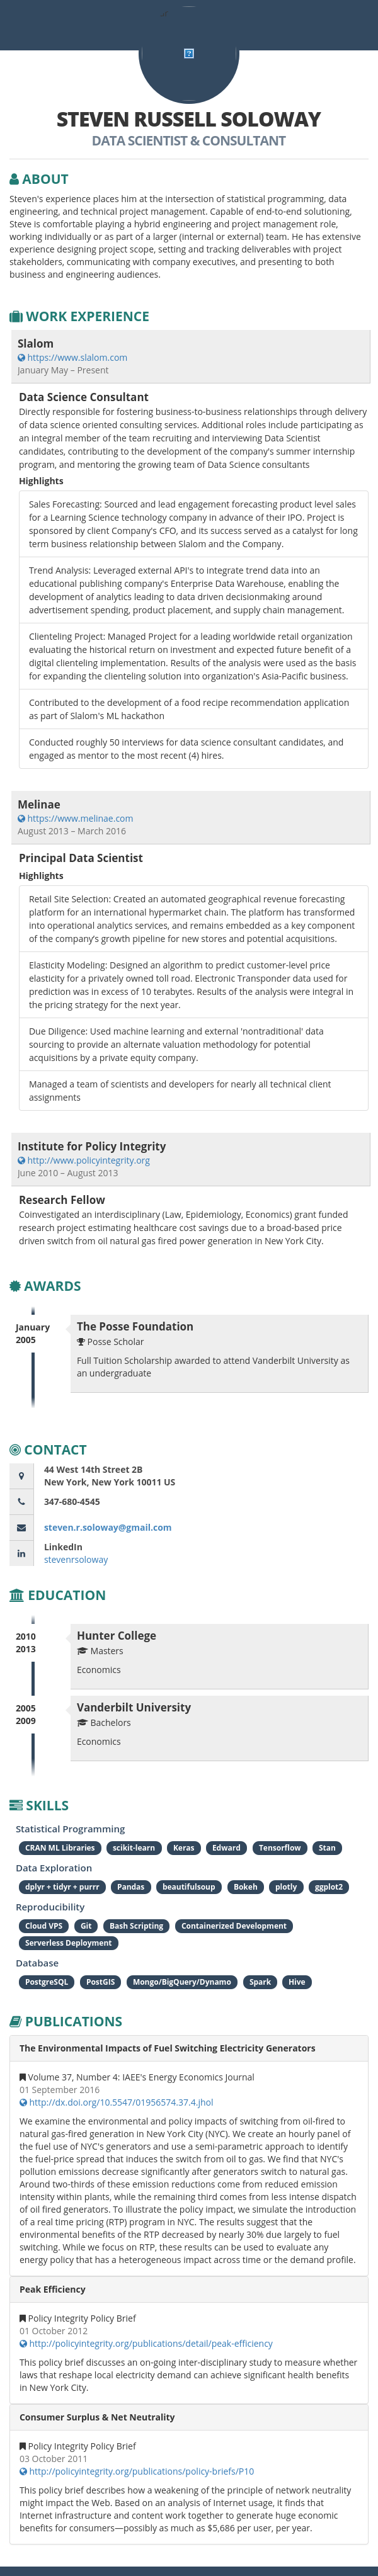 STEVEN RUSSELL SOLOWAY
DATA SCIENTIST & CONSULTANT
ABOUT
Steven's experience places him at the intersection of statistical programming, data
engineering, and technical project management. Capable of end-to-end solutioning,
Steve is comfortable playing a hybrid engineering and project management role,
working individually or as part of a larger (internal or external) team. He has extensive
experience designing project scope, setting and tracking deliverables with project
stakeholders, communicating with company executives, and presenting to both
business and engineering audiences.
WORK EXPERIENCE
Slalom
https://www.slalom.com
January May – Present
Data Science Consultant
Directly responsible for fostering business-to-business relationships through delivery
of data science oriented consulting services. Additional roles include participating as
an integral member of the team recruiting and interviewing Data Scientist
candidates, contributing to the development of the company's summer internship
program, and mentoring the growing team of Data Science consultants
Highlights
Sales Forecasting: Sourced and lead engagement forecasting product level sales
for a Learning Science technology company in advance of their IPO. Project is
sponsored by client Company's CFO, and its success served as a catalyst for long
term business relationship between Slalom and the Company.
Trend Analysis: Leveraged external API's to integrate trend data into an
educational publishing company's Enterprise Data Warehouse, enabling the
development of analytics leading to data driven decisionmaking around
advertisement spending, product placement, and supply chain management.
Clienteling Project: Managed Project for a leading worldwide retail organization
evaluating the historical return on investment and expected future benefit of a
digital clienteling implementation. Results of the analysis were used as the basis
for expanding the clienteling solution into organization's Asia-Pacific business.
Contributed to the development of a food recipe recommendation application
as part of Slalom's ML hackathon
Conducted roughly 50 interviews for data science consultant candidates, and
engaged as mentor to the most recent (4) hires.
Melinae
https://www.melinae.com
August 2013 – March 2016
Principal Data Scientist
Highlights
Retail Site Selection: Created an automated geographical revenue forecasting
platform for an international hypermarket chain. The platform has transformed
into operational analytics services, and remains embedded as a key component
of the company's growth pipeline for new stores and potential acquisitions.
Elasticity Modeling: Designed an algorithm to predict customer-level price
elasticity for a privately owned toll road. Electronic Transponder data used for
prediction was in excess of 10 terabytes. Results of the analysis were integral in
the pricing strategy for the next year.
Due Diligence: Used machine learning and external 'nontraditional' data
sourcing to provide an alternate valuation methodology for potential
acquisitions by a private equity company.
Managed a team of scientists and developers for nearly all technical client
assignments
Institute for Policy Integrity
http://www.policyintegrity.org
June 2010 – August 2013
Research Fellow
Coinvestigated an interdisciplinary (Law, Epidemiology, Economics) grant funded
research project estimating healthcare cost savings due to a broad-based price
driven switch from oil natural gas fired power generation in New York City.
AWARDS
January
2005
The Posse Foundation
Posse Scholar
Full Tuition Scholarship awarded to attend Vanderbilt University as
an undergraduate
CONTACT
44 West 14th Street 2B
New York, New York 10011 US
347-680-4545
steven.r.soloway@gmail.com
LinkedIn
stevenrsoloway
EDUCATION
2010
2013
Hunter College
Masters
Economics
2005
2009
Vanderbilt University
Bachelors
Economics
SKILLS
Statistical Programming
CRAN ML Libraries scikit-learn Keras Edward Tensorflow Stan
Data Exploration
dplyr + tidyr + purrr Pandas beautifulsoup Bokeh plotly ggplot2
Reproducibility
Cloud VPS Git Bash Scripting Containerized Development
Serverless Deployment
Database
PostgreSQL PostGIS Mongo/BigQuery/Dynamo Spark Hive
PUBLICATIONS
The Environmental Impacts of Fuel Switching Electricity Generators
Volume 37, Number 4: IAEE's Energy Economics Journal
01 September 2016
http://dx.doi.org/10.5547/01956574.37.4.jhol
We examine the environmental and policy impacts of switching from oil-fired to
natural gas-fired generation in New York City (NYC). We create an hourly panel of
the fuel use of NYC's generators and use a semi-parametric approach to identify
the fuel-price spread that induces the switch from oil to gas. We find that NYC's
pollution emissions decrease significantly after generators switch to natural gas.
Around two-thirds of these emission reductions come from reduced emission
intensity within plants, while the remaining third comes from less intense dispatch
of oil fired generators. To illustrate the policy impact, we simulate the introduction
of a real time pricing (RTP) program in NYC. The results suggest that the
environmental benefits of the RTP decreased by nearly 30% due largely to fuel
switching. While we focus on RTP, these results can be used to evaluate any
energy policy that has a heterogeneous impact across time or the demand profile.
Peak Efficiency
Policy Integrity Policy Brief
01 October 2012
http://policyintegrity.org/publications/detail/peak-efficiency
This policy brief discusses an on-going inter-disciplinary study to measure whether
laws that reshape local electricity demand can achieve significant health benefits
in New York City.
Consumer Surplus & Net Neutrality
Policy Integrity Policy Brief
03 October 2011
http://policyintegrity.org/publications/policy-briefs/P10
This policy brief describes how a weakening of the principle of network neutrality
might impact the Web. Based on an analysis of Internet usage, it finds that
Internet infrastructure and content work together to generate huge economic
benefits for consumers—possibly as much as $5,686 per user, per year.